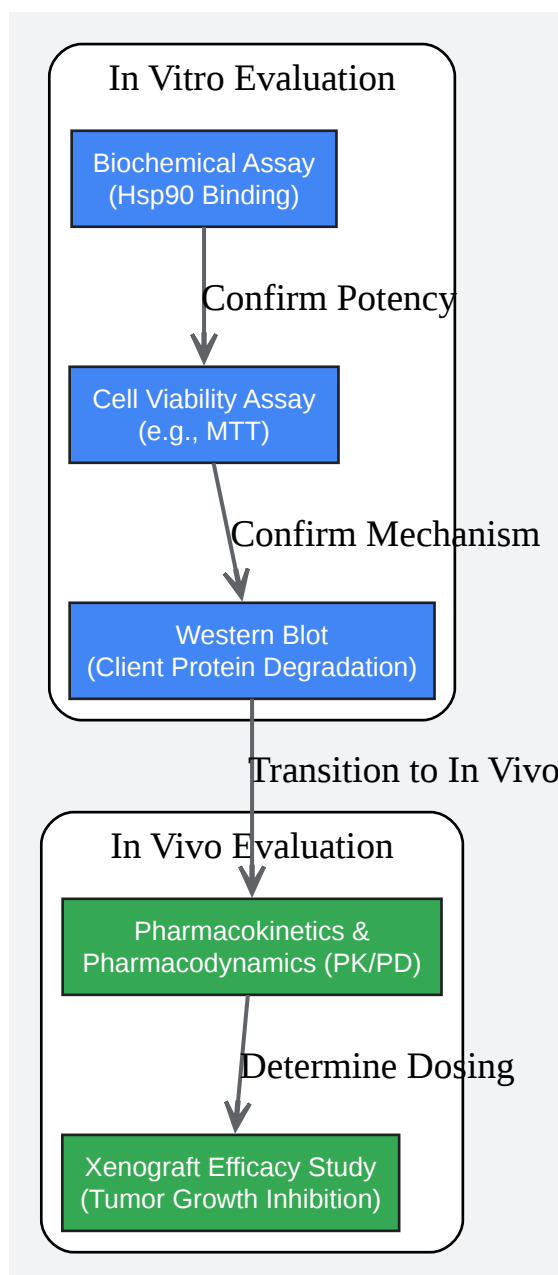 In Vitro Evaluation
Biochemical Assay
(Hsp90 Binding)
Confirm Potency
Cell Viability Assay
(e.g., MTT)
Confirm Mechanism
Western Blot
(Client Protein Degradation)
Transition to In Vivo
In Vivo Evaluation
Pharmacokinetics &
Pharmacodynamics (PK/PD)
Determine Dosing
Xenograft Efficacy Study
(Tumor Growth Inhibition)